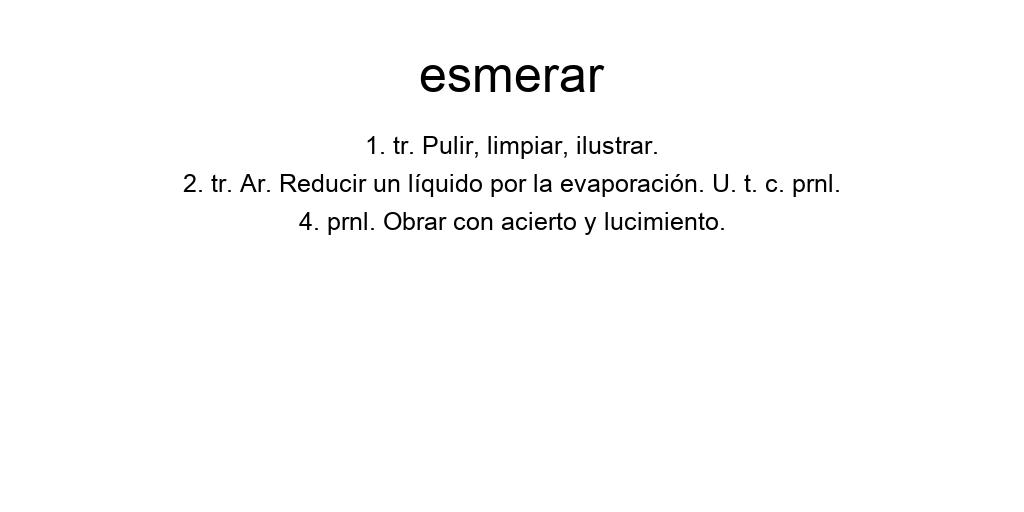 esmerar
1. tr. Pulir, limpiar, ilustrar.
2. tr. Ar. Reducir un líquido por la evaporación. U. t. c. prnl.
4. prnl. Obrar con acierto y lucimiento.